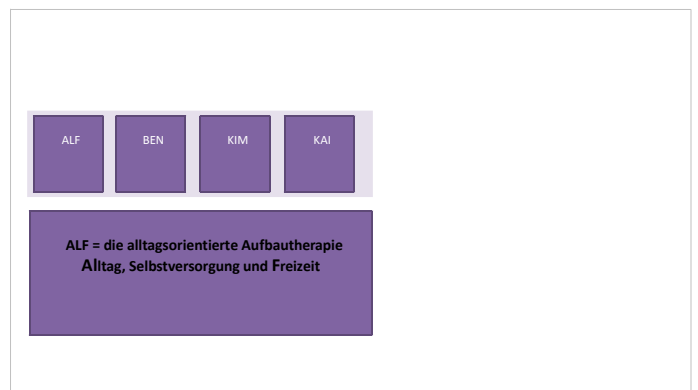 ALF BEN KIM KAI
ALF = die alltagsorientierte Aufbautherapie
Alltag, Selbstversorgung und Freizeit